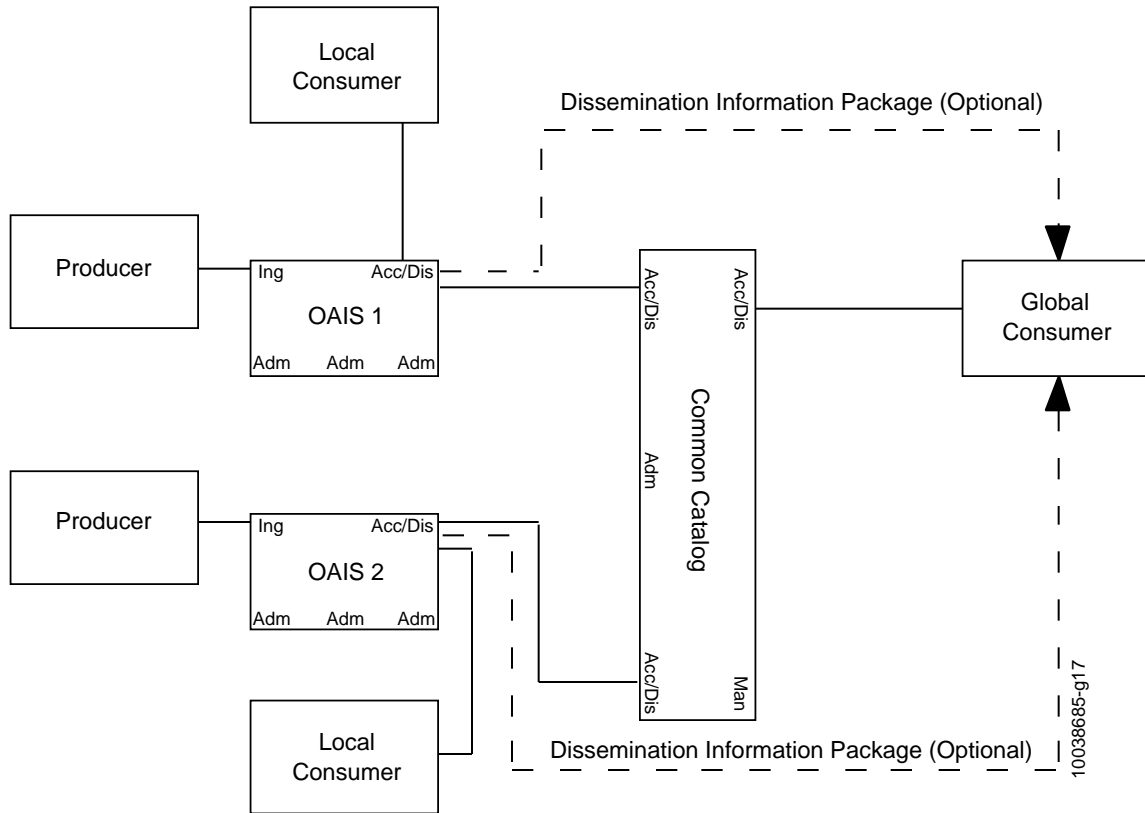 Local
Consumer
Dissemination Information Package (Optional)
Producer
Ing
Acc/Dis
OAIS 1
Adm
Adm
Adm
Acc/Dis
Acc/Dis
Common Catalog
Adm
Acc/Dis
Man
Global
Consumer
Producer
Ing
Acc/Dis
OAIS 2
Adm
Adm
Adm
Local
Consumer
Dissemination Information Package (Optional)
10038685-g17